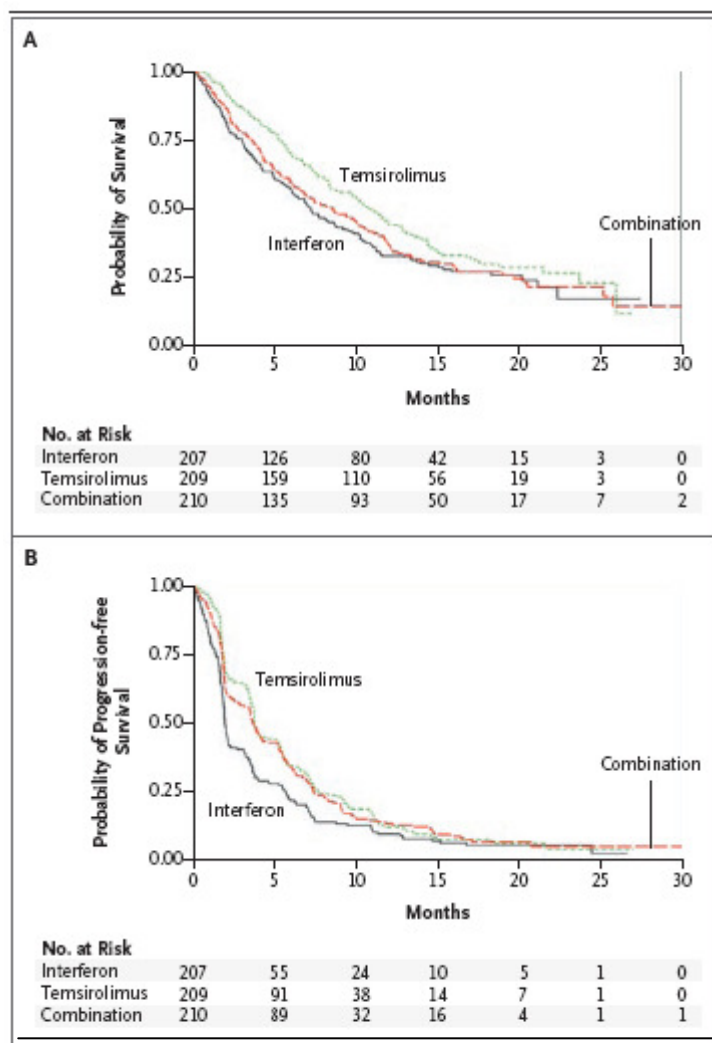 A
1.00
0.75
Temsirolimus
0.50
Combination
Interferon
0.25
0.00
Probability of Survival
0 5 10 15 20 25 30
Months
No. at Risk
Interferon 207 126 80 42 15 3 0
Temsirolimus 209 159 110 56 19 3 0
Combination 210 135 93 50 17 7 2
B
1.00
0.75
Temsirolimus
0.50
Combination
0.25
Interferon
0.00
Probability of Progression-free
Survival
0 5 10 15 20 25 30
Months
No. at Risk
Interferon 207 55 24 10 5 1 0
Temsirolimus 209 91 38 14 7 1 0
Combination 210 89 32 16 4 1 1